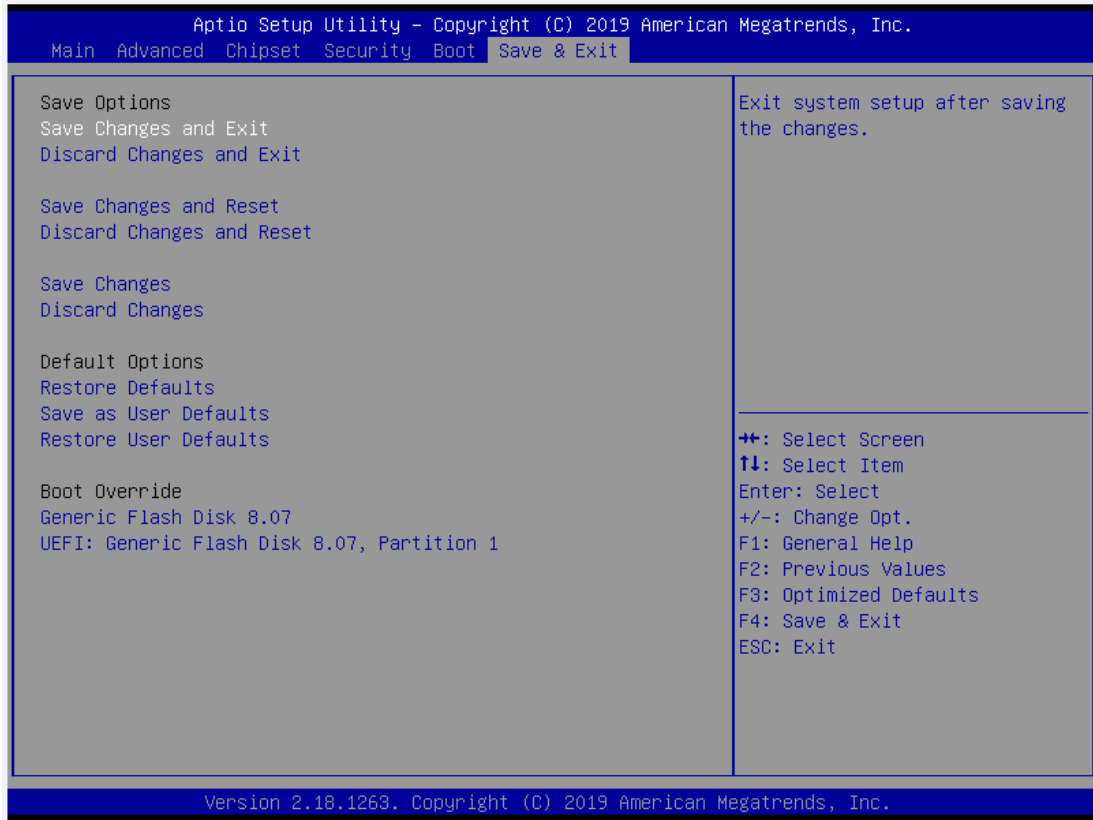 Aptio Setup Utility – Copyright (C) 2019 American Megatrends, Inc.
Main Advanced Chipset Security Boot Save & Exit
Save Options
Save Changes and Exit
Discard Changes and Exit
Save Changes and Reset
Discard Changes and Reset
Save Changes
Discard Changes
Default Options
Restore Defaults
Save as User Defaults
Restore User Defaults
Boot Override
Generic Flash Disk 8.07
UEFI: Generic Flash Disk 8.07, Partition 1
Exit system setup after saving
the changes.
→←: Select Screen
↑↓: Select Item
Enter: Select
+/-: Change Opt.
F1: General Help
F2: Previous Values
F3: Optimized Defaults
F4: Save & Exit
ESC: Exit
Version 2.18.1263. Copyright (C) 2019 American Megatrends, Inc.